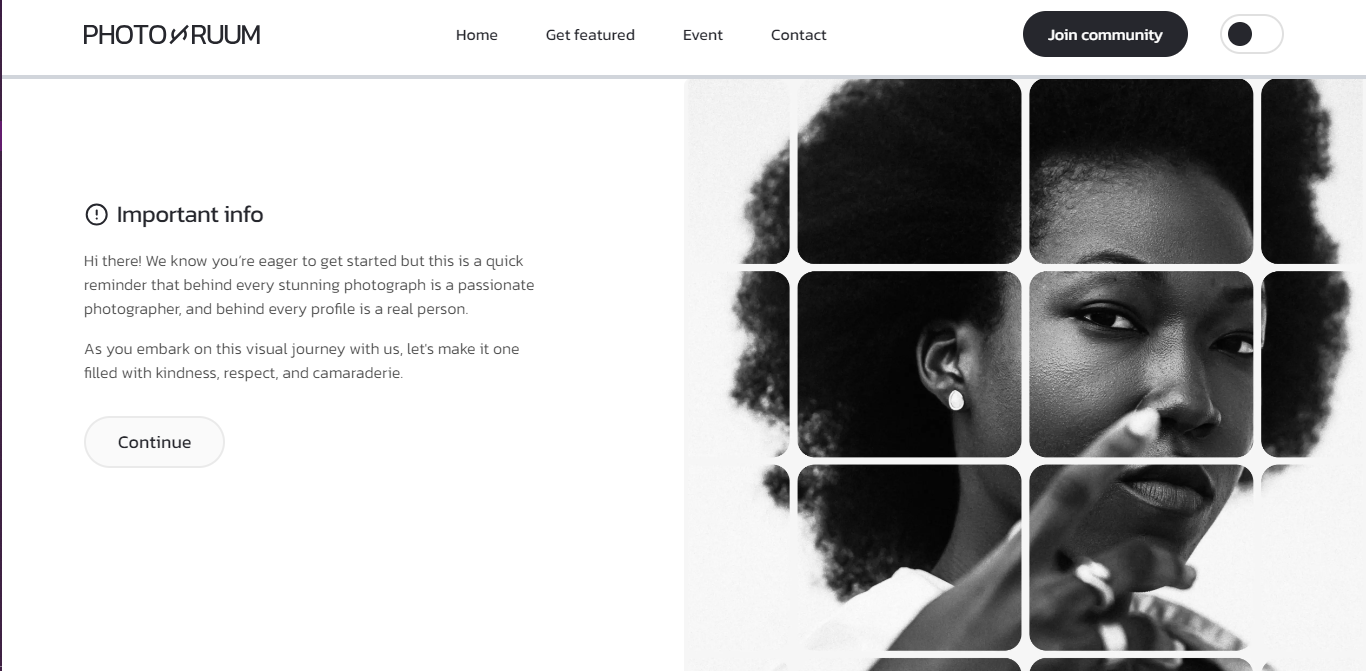 PHOTO RUUM
Home
Get featured
Event
Contact
Join community
Important info
Hi there! We know you're eager to get started but this is a quick
reminder that behind every stunning photograph is a passionate
photographer, and behind every profile is a real person.
As you embark on this visual journey with us, let's make it one
filled with kindness, respect, and camaraderie.
Continue